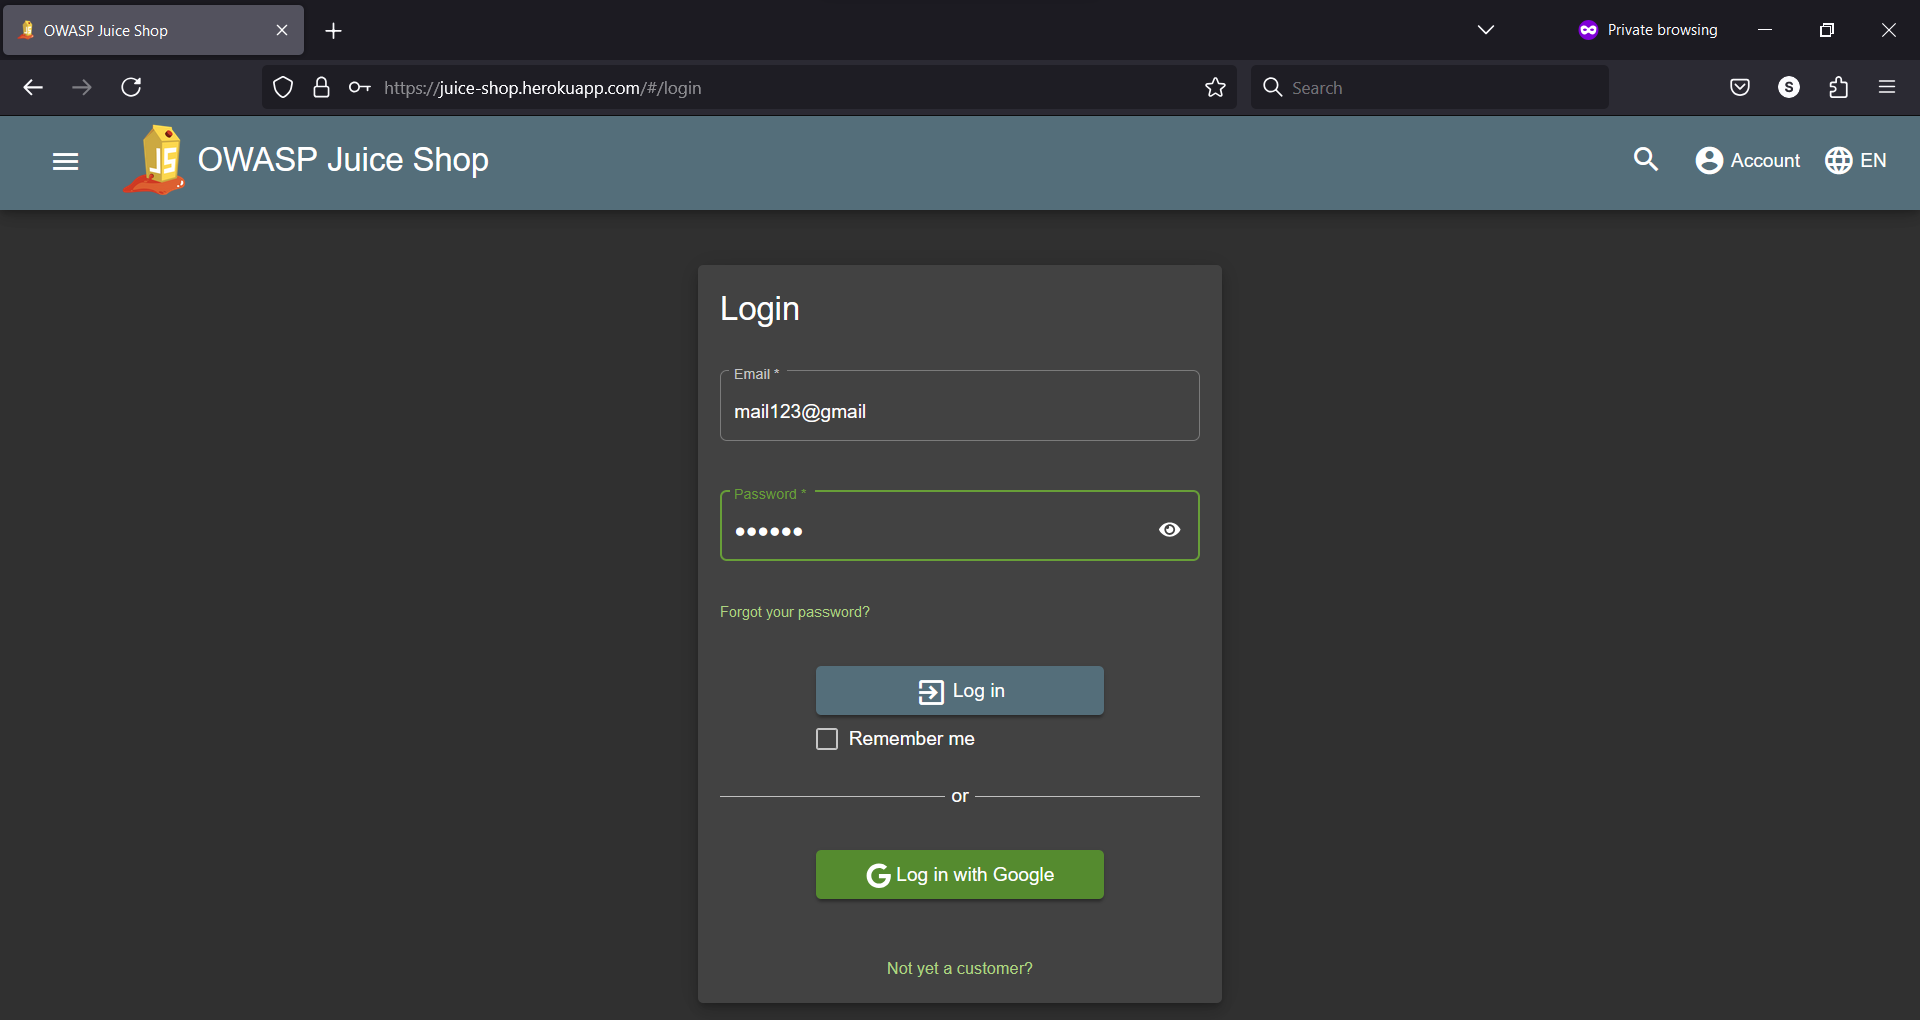 OWASP Juice Shop
Private browsing
https://juice-shop.herokuapp.com/#/login
Search
S
JS
OWASP Juice Shop
Account
EN
Login
Email *
mail123@gmail
Password *
••••••
Forgot your password?
Log in
Remember me
or
G Log in with Google
Not yet a customer?